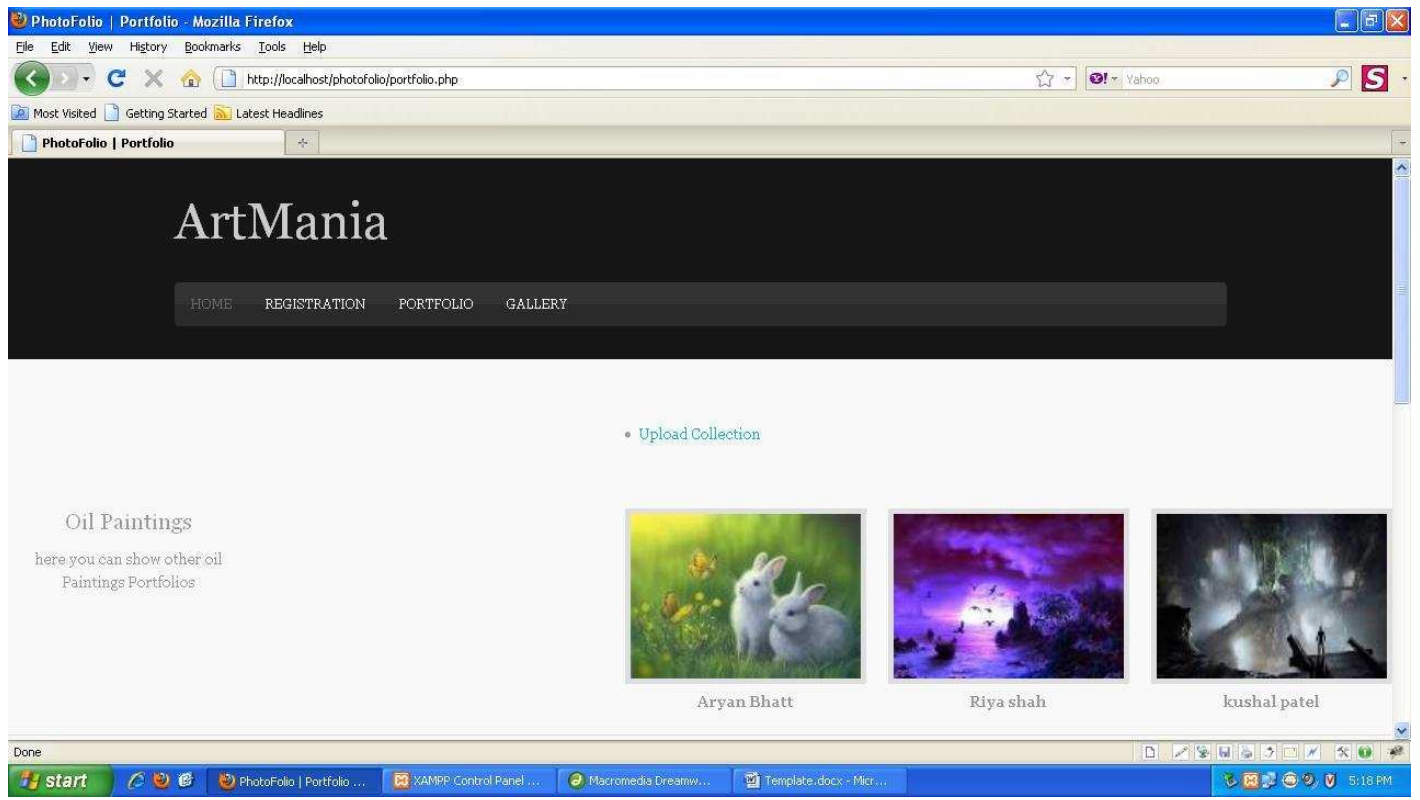 PhotoFolio | Portfolio - Mozilla Firefox
File Edit View History Bookmarks Tools Help
http://localhost/photofolio/portfolio.php
Yahoo
S
Most Visited Getting Started Latest Headlines
PhotoFolio | Portfolio
ArtMania
HOME REGISTRATION PORTFOLIO GALLERY
• Upload Collection
Oil Paintings
here you can show other oil
Paintings Portfolios
Aryan Bhatt Riya shah kushal patel
Done
start PhotoFolio | Portfolio ... XAMPP Control Panel ... Macromedia Dreamw... Template.docx - Micr... 5:18 PM